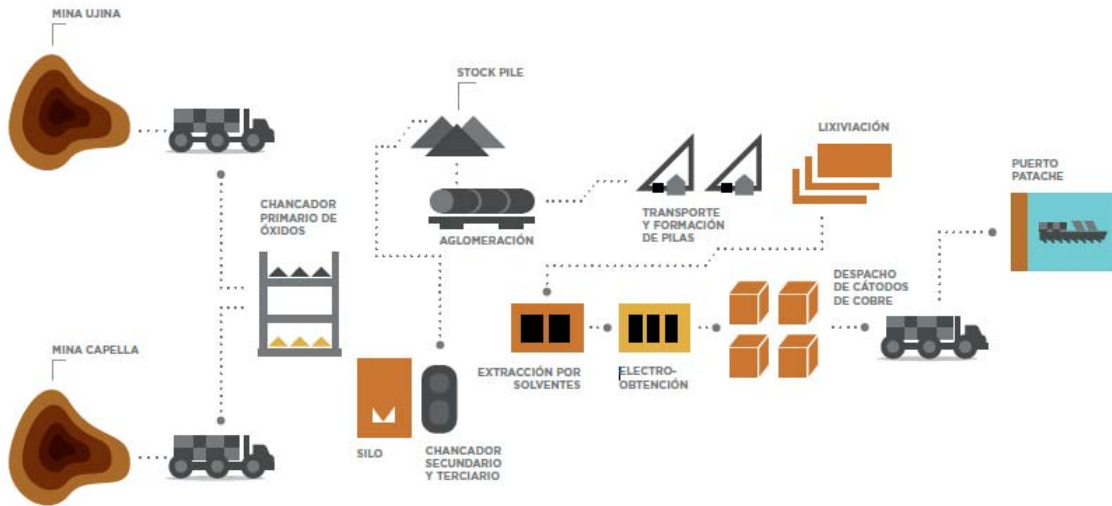 MINA UJINA
STOCK PILE
LIXIVIACIÓN
PUERTO
PATACHE
CHANCADOR
PRIMARIO DE
ÓXIDOS
AGLOMERACIÓN
TRANSPORTE
Y FORMACIÓN
DE PILAS
DESPACHO
DE CÁTODOS
DE COBRE
MINA CAPELLA
EXTRACCIÓN POR
SOLVENTES
ELECTRO-
OBTENCIÓN
SILO
CHANCADOR
SECUNDARIO
Y TERCIARIO